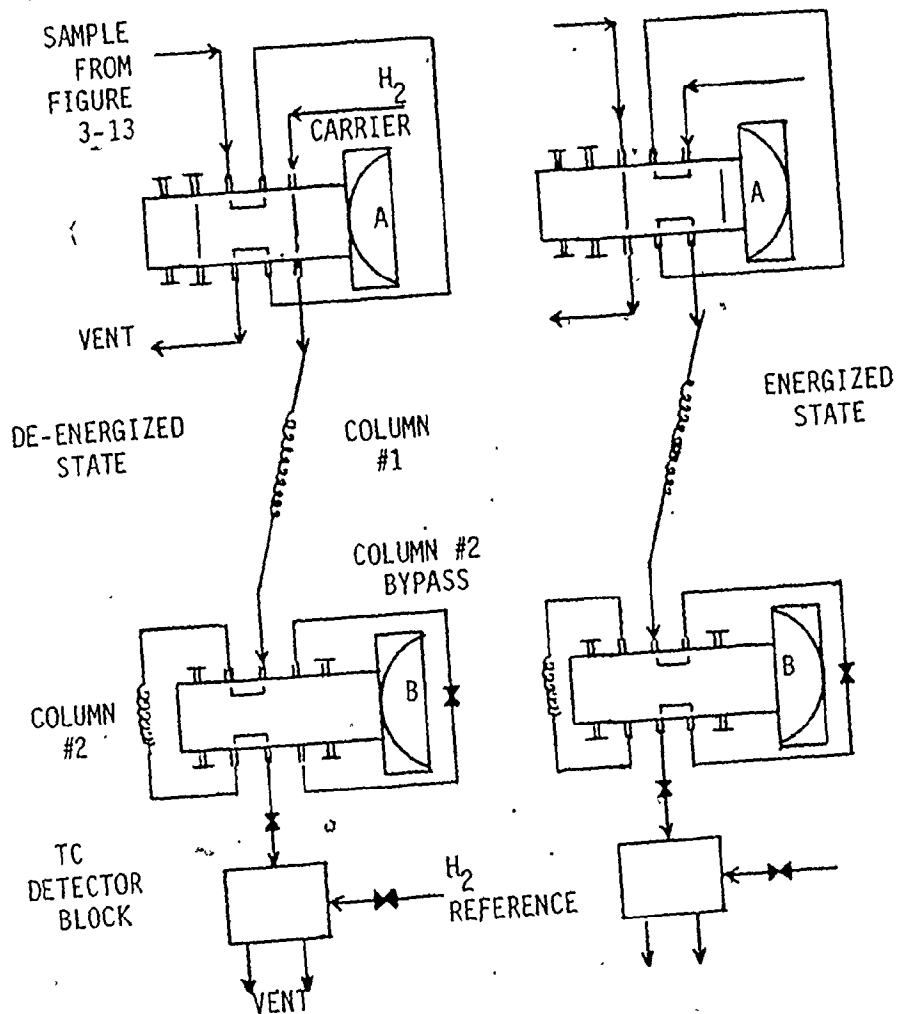 SAMPLE
FROM
FIGURE
3-13
H2
CARRIER
A
A
VENT
DE-ENERGIZED
STATE
COLUMN
#1
ENERGIZED
STATE
COLUMN #2
BYPASS
COLUMN
#2
B
B
TC
DETECTOR
BLOCK
H2
REFERENCE
VENT